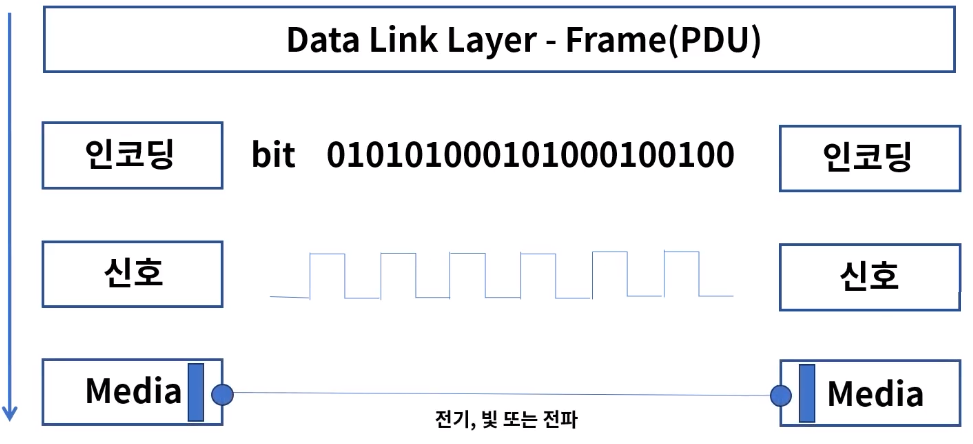 Data Link Layer - Frame(PDU)
인코딩
bit 010101000101000100100
인코딩
신호
신호
Media
전기, 빛 또는 전파
Media